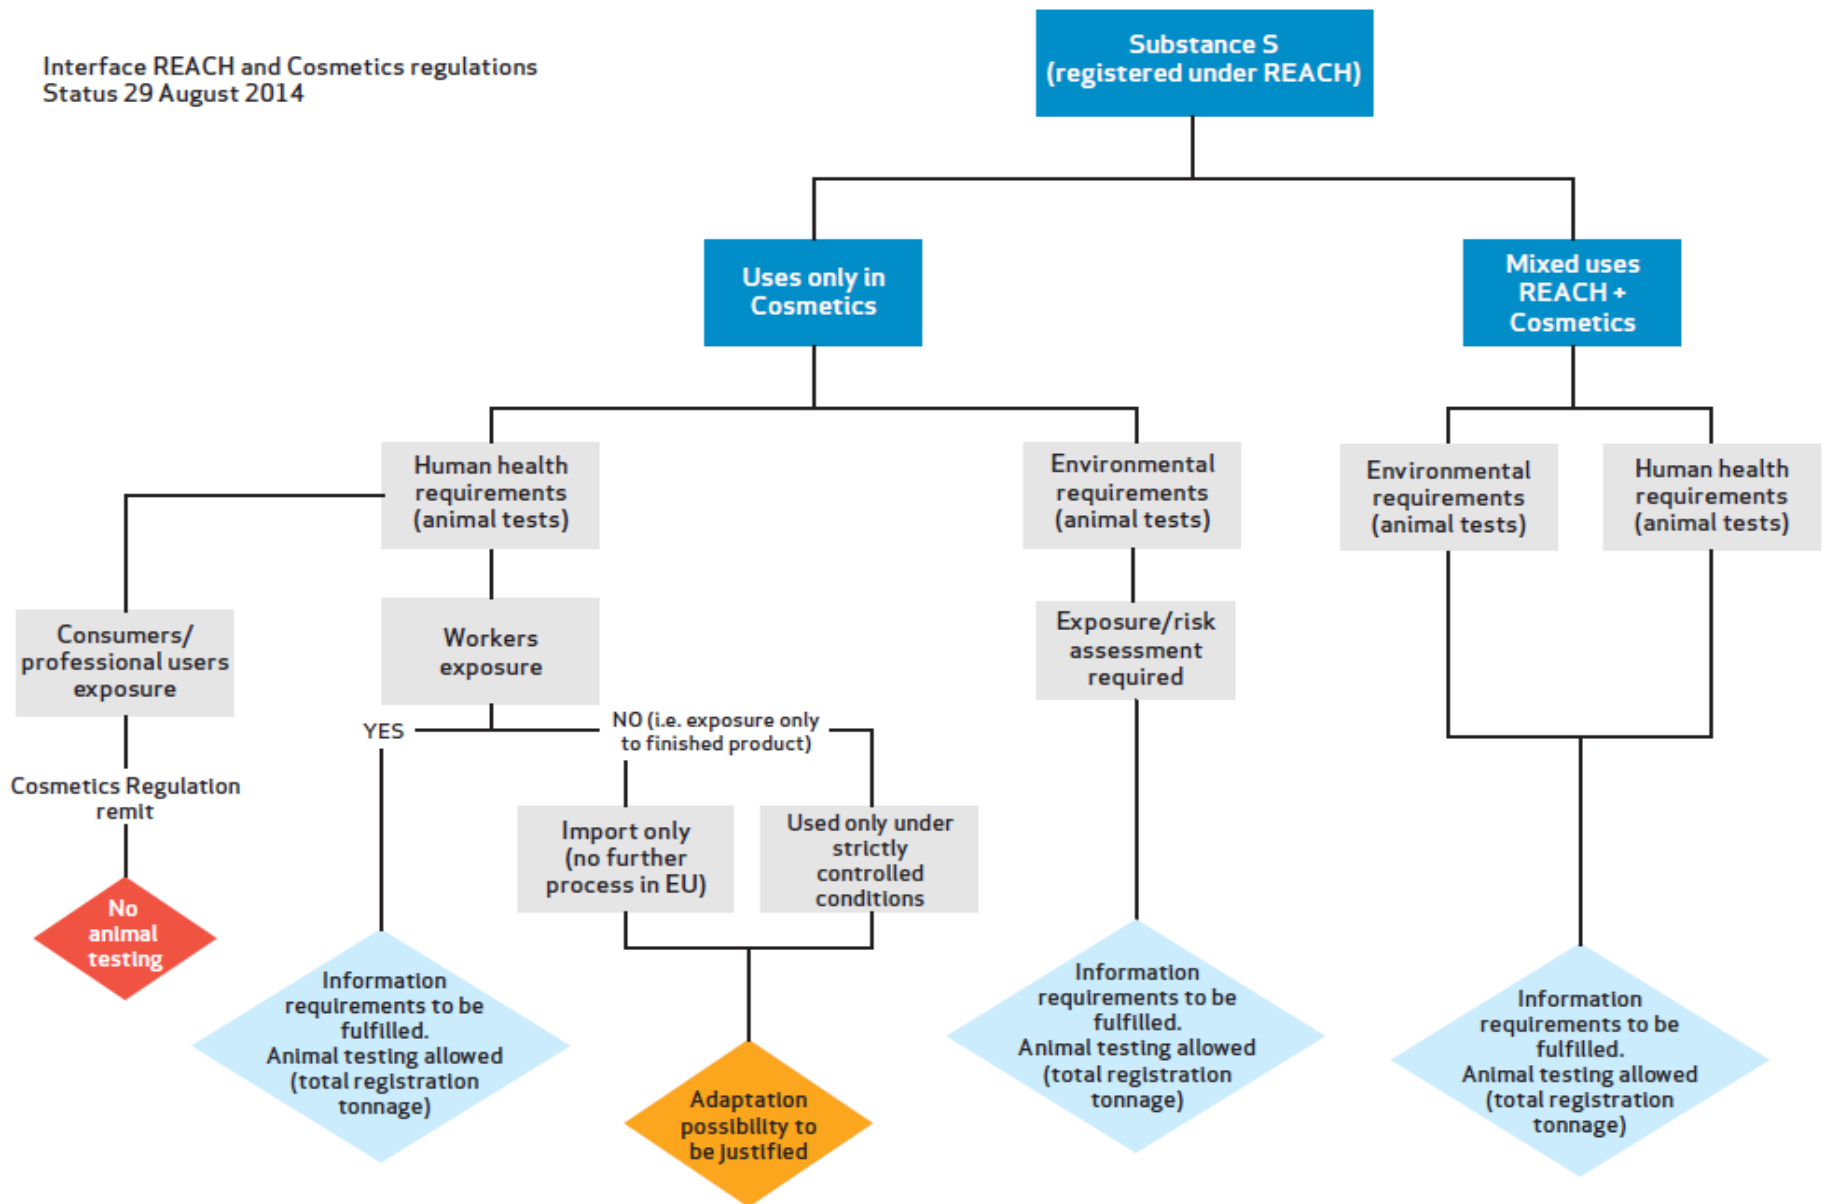 Interface REACH and Cosmetics regulations
Status 29 August 2014
Substance S
(registered under REACH)
Uses only in
Cosmetics
Mixed uses
REACH +
Cosmetics
Human health
requirements
(animal tests)
Environmental
requirements
(animal tests)
Environmental
requirements
(animal tests)
Human health
requirements
(animal tests)
Consumers/
professional users
exposure
Workers
exposure
Exposure/risk
assessment
required
YES
NO (i.e. exposure only
to finished product)
Cosmetics Regulation
remit
Import only
(no further
process in EU)
Used only under
strictly
controlled
conditions
No
animal
testing
Information
requirements to be
fulfilled.
Animal testing allowed
(total registration
tonnage)
Adaptation
possibility to
be justified
Information
requirements to be
fulfilled.
Animal testing allowed
(total registration
tonnage)
Information
requirements to be
fulfilled.
Animal testing allowed
(total registration
tonnage)